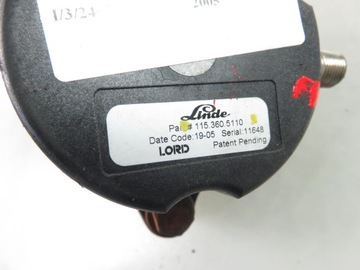 1/3/24
2005
Linde
Part# 115.360.5110
Date Code:19-05 Serial:11648
LORD Patent Pending